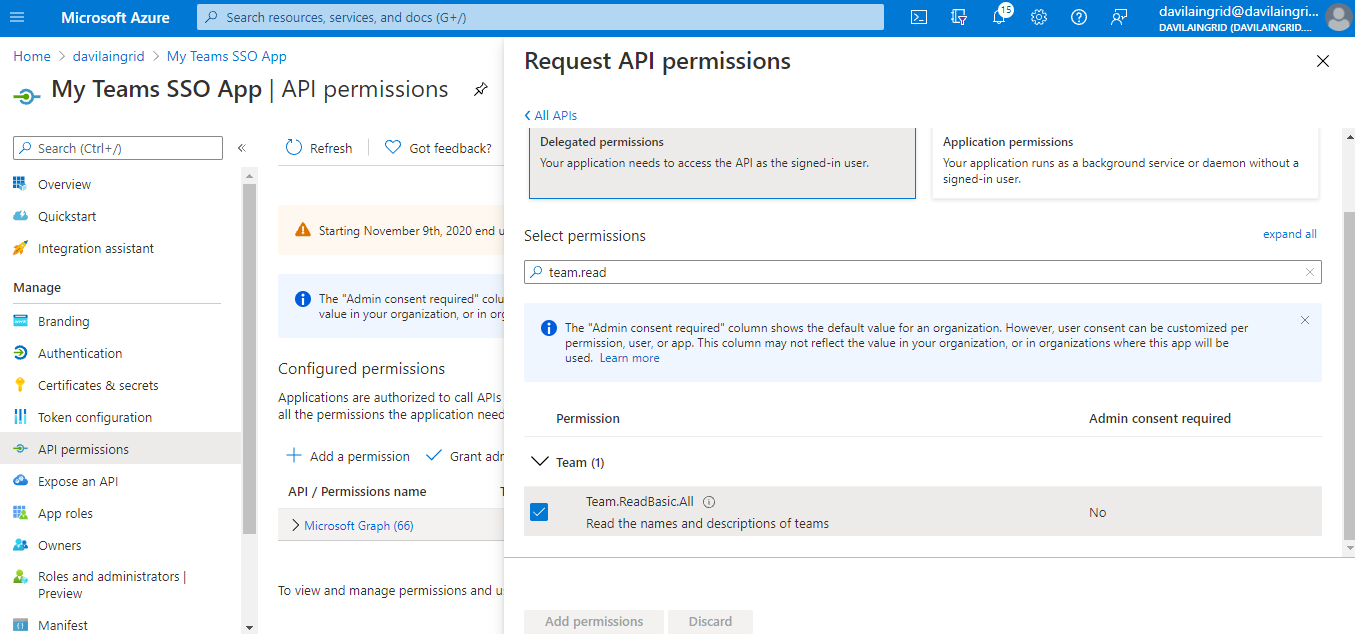 Microsoft Azure
Search resources, services, and docs (G+/)
15
davilaingrid@davilaingri...
DAVILAINGRID (DAVILAINGRID....
Home > davilaingrid > My Teams SSO App
My Teams SSO App | API permissions
Search (Ctrl+/)
«
Overview
Quickstart
Integration assistant
Manage
Branding
Authentication
Certificates & secrets
Token configuration
API permissions
Expose an API
App roles
Owners
Roles and administrators |
Preview
Manifest
Refresh
Got feedback?
Starting November 9th, 2020 end u
The "Admin consent required" colu
value in your organization, or in or
Configured permissions
Applications are authorized to call APIs
all the permissions the application need
Add a permission
Grant adr
API / Permissions name
T
Microsoft Graph (66)
To view and manage permissions and us
Request API permissions
All APIs
Delegated permissions
Your application needs to access the API as the signed-in user.
Application permissions
Your application runs as a background service or daemon without a
signed-in user.
Select permissions
expand all
team.read
The "Admin consent required" column shows the default value for an organization. However, user consent can be customized per
permission, user, or app. This column may not reflect the value in your organization, or in organizations where this app will be
used. Learn more
Permission
Admin consent required
Team (1)
Team.ReadBasic.All
Read the names and descriptions of teams
No
Add permissions
Discard